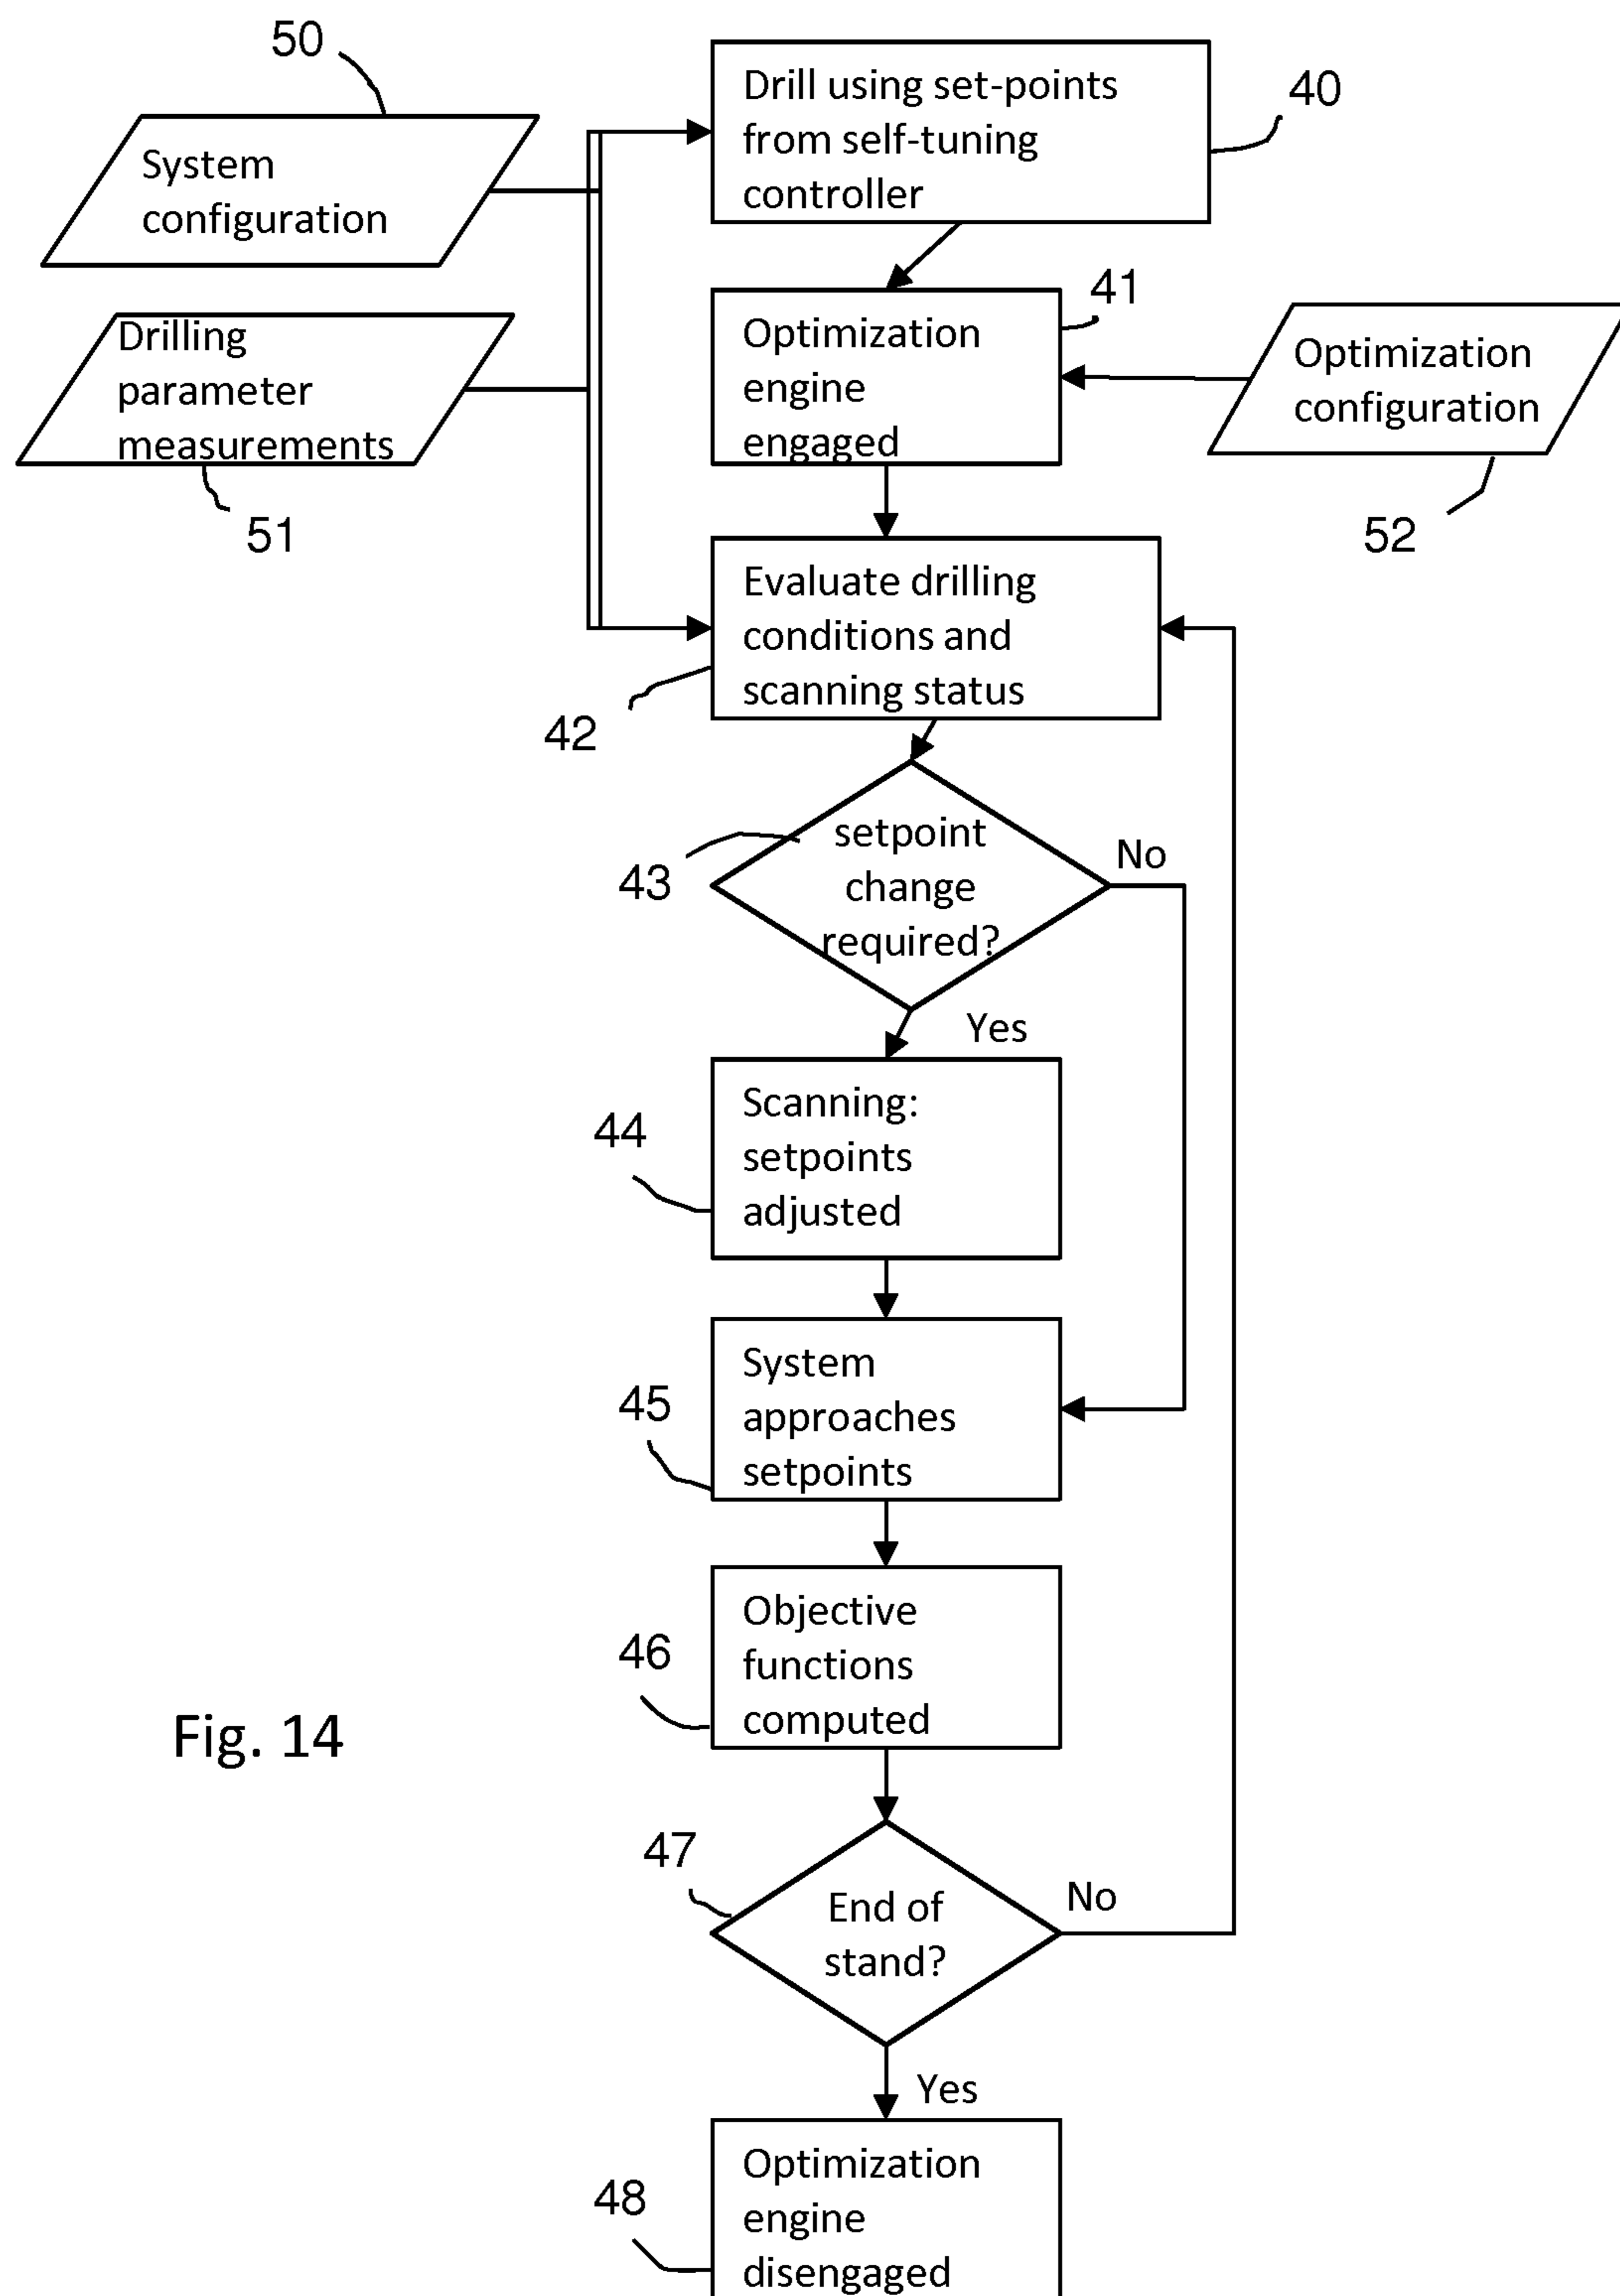 50
System
configuration
Drill using set-points
from self-tuning
controller
40
Drilling
parameter
measurements
51
Optimization
engine
engaged
41
Optimization
configuration
52
Evaluate drilling
conditions and
scanning status
42
setpoint
change
required?
43
No
Yes
Scanning:
setpoints
adjusted
44
System
approaches
setpoints
45
Objective
functions
computed
46
Fig. 14
End of
stand?
47
No
Yes
Optimization
engine
disengaged
48